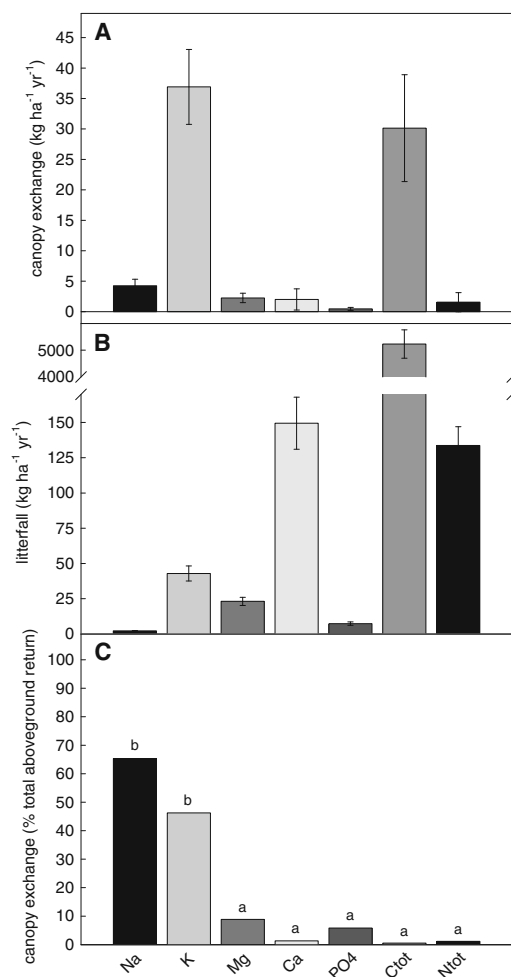 A
canopy exchange (kg ha⁻¹ yr⁻¹)
45
40
35
30
25
20
15
10
5
0
B
litterfall (kg ha⁻¹ yr⁻¹)
5000
4000
150
125
100
75
50
25
0
C
canopy exchange (% total aboveground return)
100
90
80
70
60
50
40
30
20
10
0
b
b
a
a
a
a
a
Na
K
Mg
Ca
PO4
Ctot
Ntot